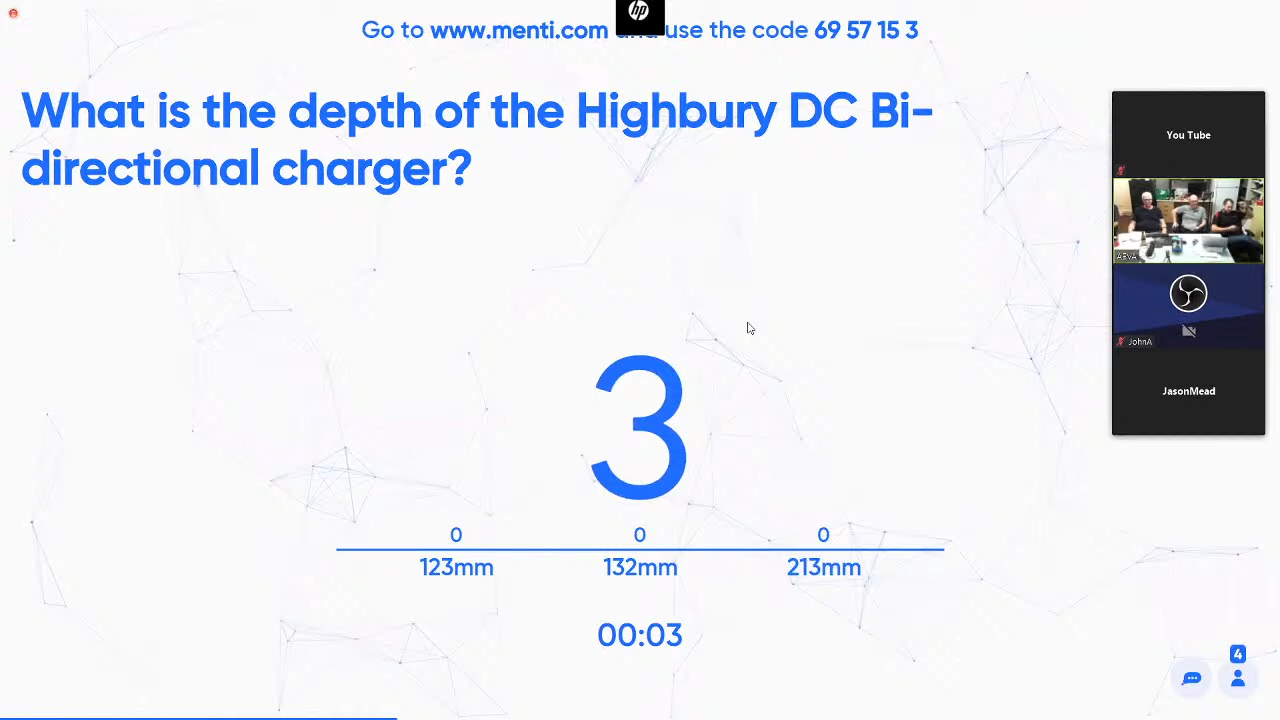 hp
Go to www.menti.com and use the code 69 57 15 3
What is the depth of the Highbury DC Bi-
directional charger?
You Tube
AEVA
JohnA
JasonMead
3
0 0 0
123mm 132mm 213mm
00:03
4